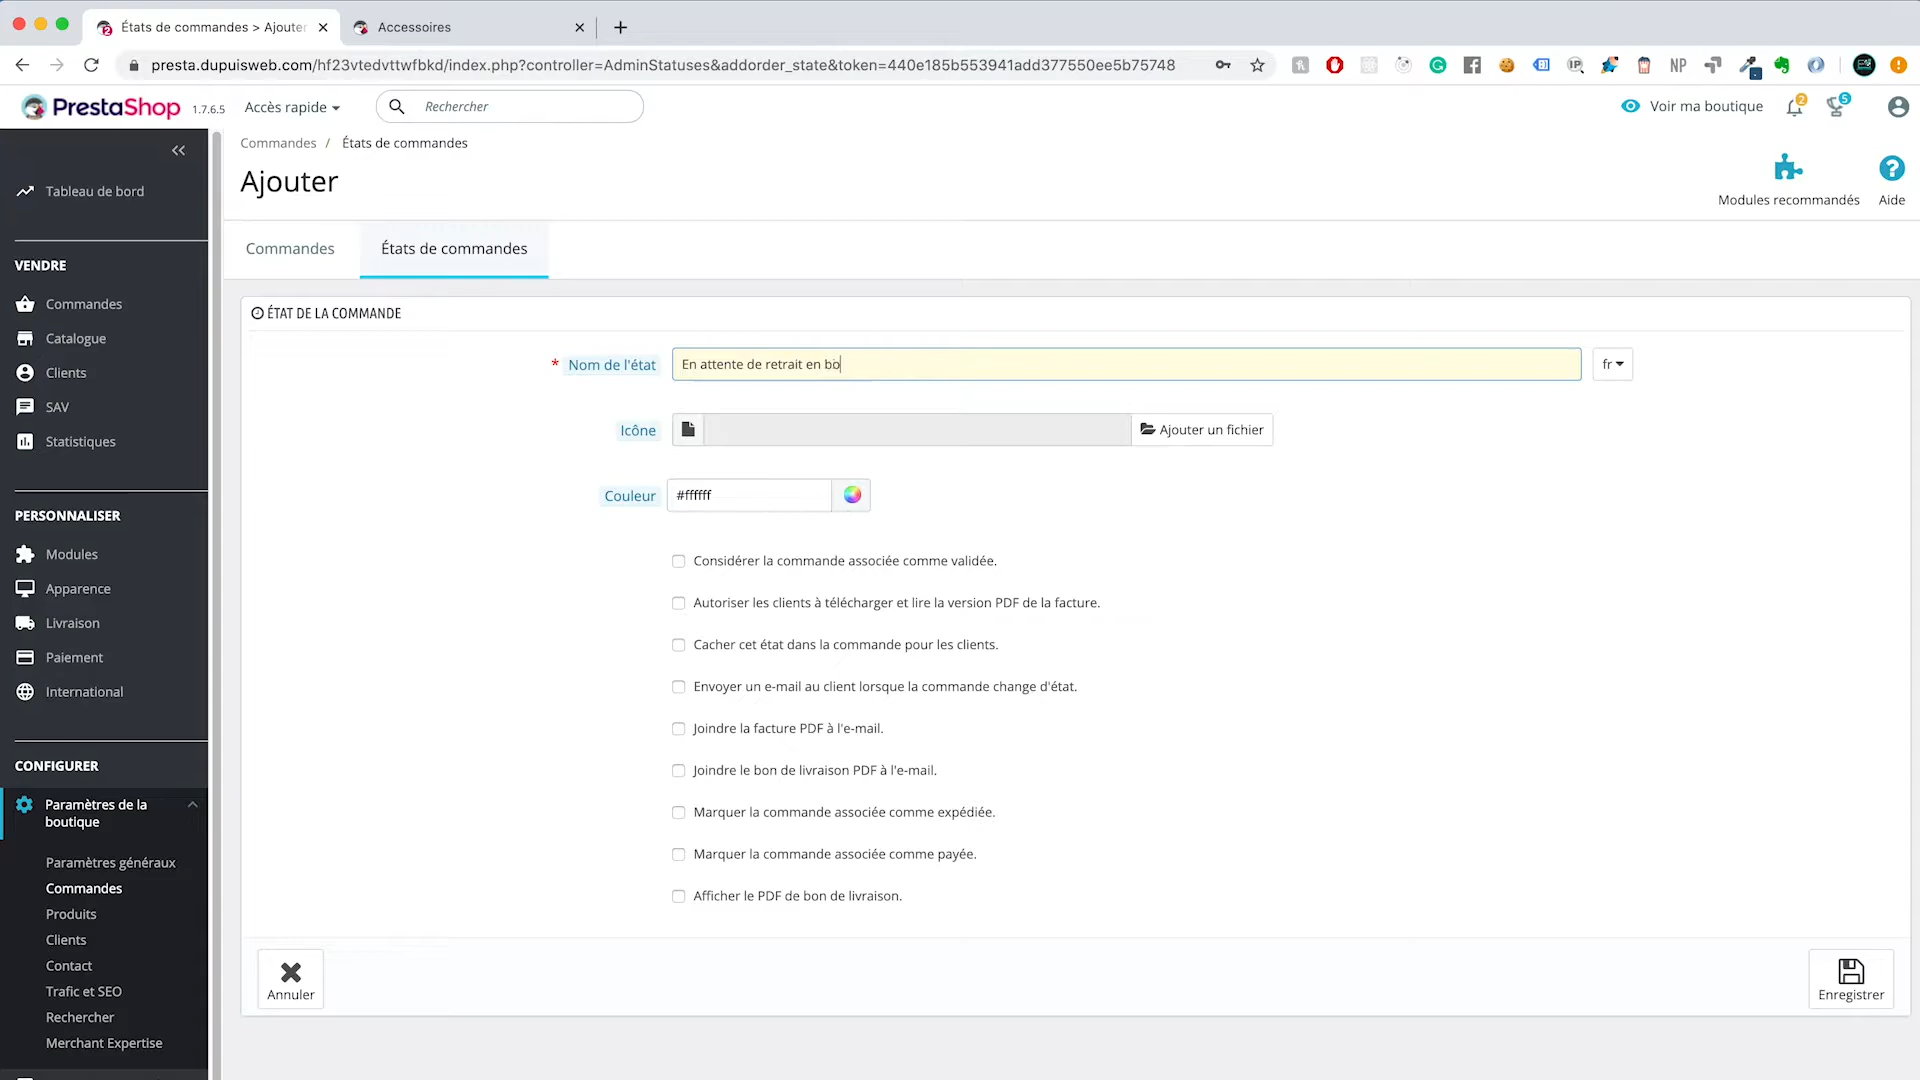 États de commandes > Ajouter
Accessoires
presta.dupuisweb.com/hf23vtedvttwfbkd/index.php?controller=AdminStatuses&addorder_state&token=440e185b553941add377550ee5b75748
NP
PrestaShop 1.7.6.5
Accès rapide
Rechercher
Voir ma boutique
2
5
Commandes / États de commandes
Ajouter
Modules recommandés
Aide
Commandes
États de commandes
Tableau de bord
VENDRE
Commandes
Catalogue
Clients
SAV
Statistiques
PERSONNALISER
Modules
Apparence
Livraison
Paiement
International
CONFIGURER
Paramètres de la
boutique
Paramètres généraux
Commandes
Produits
Clients
Contact
Trafic et SEO
Rechercher
Merchant Expertise
ÉTAT DE LA COMMANDE
* Nom de l'état
En attente de retrait en bo
fr
Icône
Ajouter un fichier
Couleur
#ffffff
Considérer la commande associée comme validée.
Autoriser les clients à télécharger et lire la version PDF de la facture.
Cacher cet état dans la commande pour les clients.
Envoyer un e-mail au client lorsque la commande change d'état.
Joindre la facture PDF à l'e-mail.
Joindre le bon de livraison PDF à l'e-mail.
Marquer la commande associée comme expédiée.
Marquer la commande associée comme payée.
Afficher le PDF de bon de livraison.
Annuler
Enregistrer